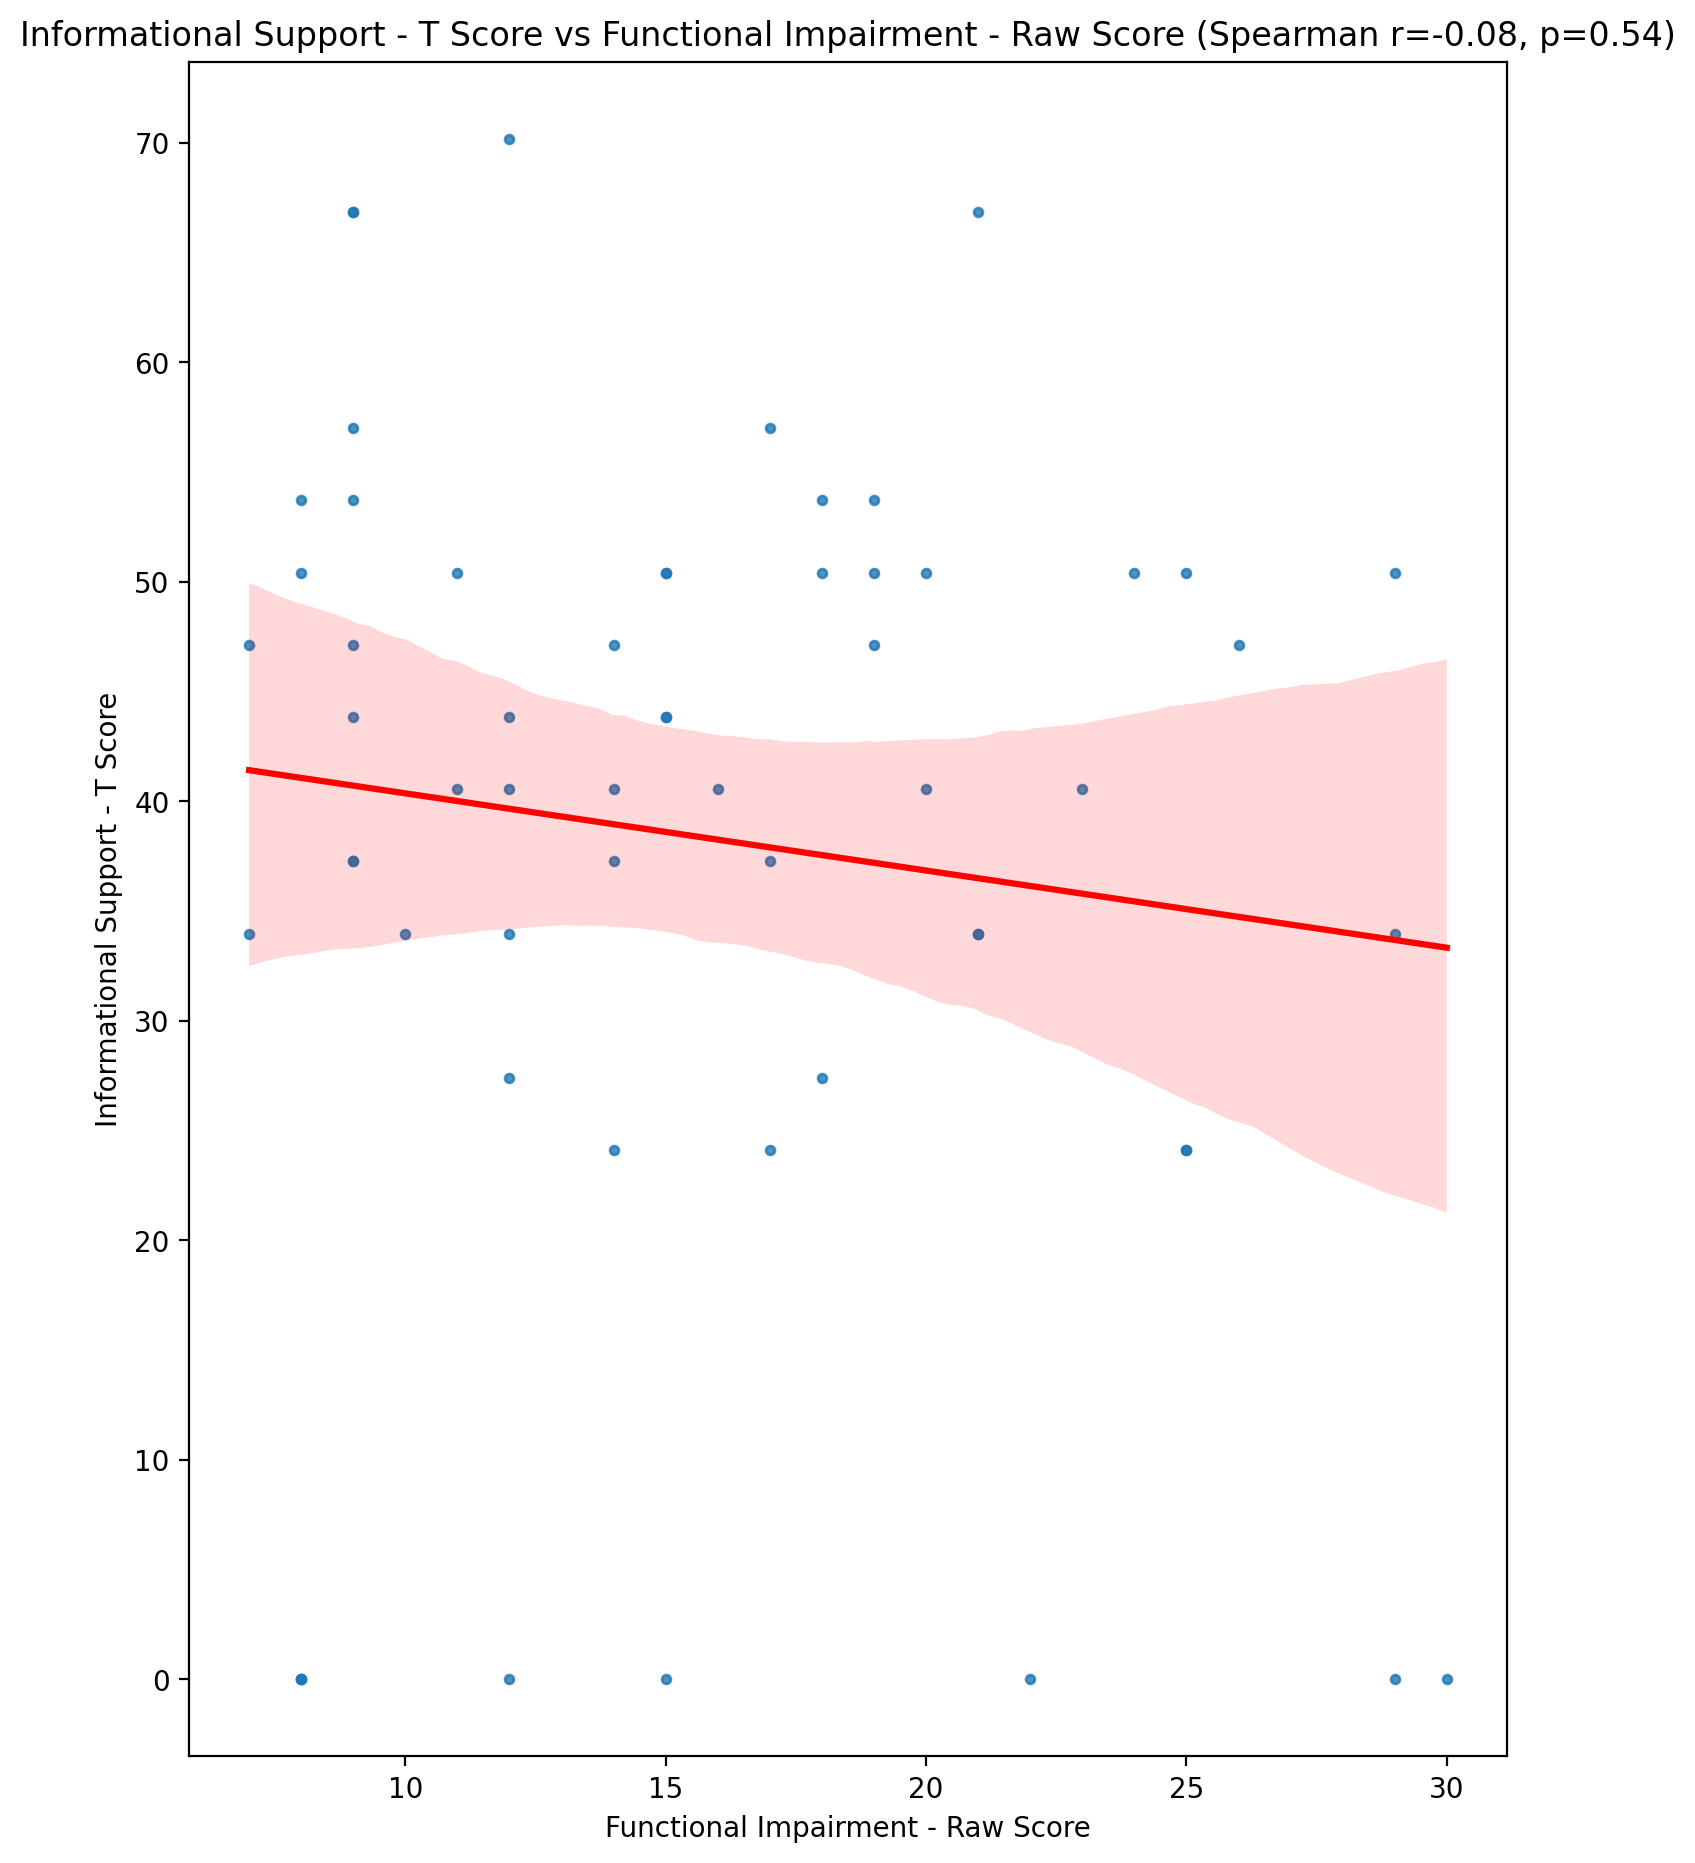 Informational Support - T Score vs Functional Impairment - Raw Score (Spearman r=-0.08, p=0.54)
70
60
50
40
30
20
10
0
Informational Support - T Score
10 15 20 25 30
Functional Impairment - Raw Score